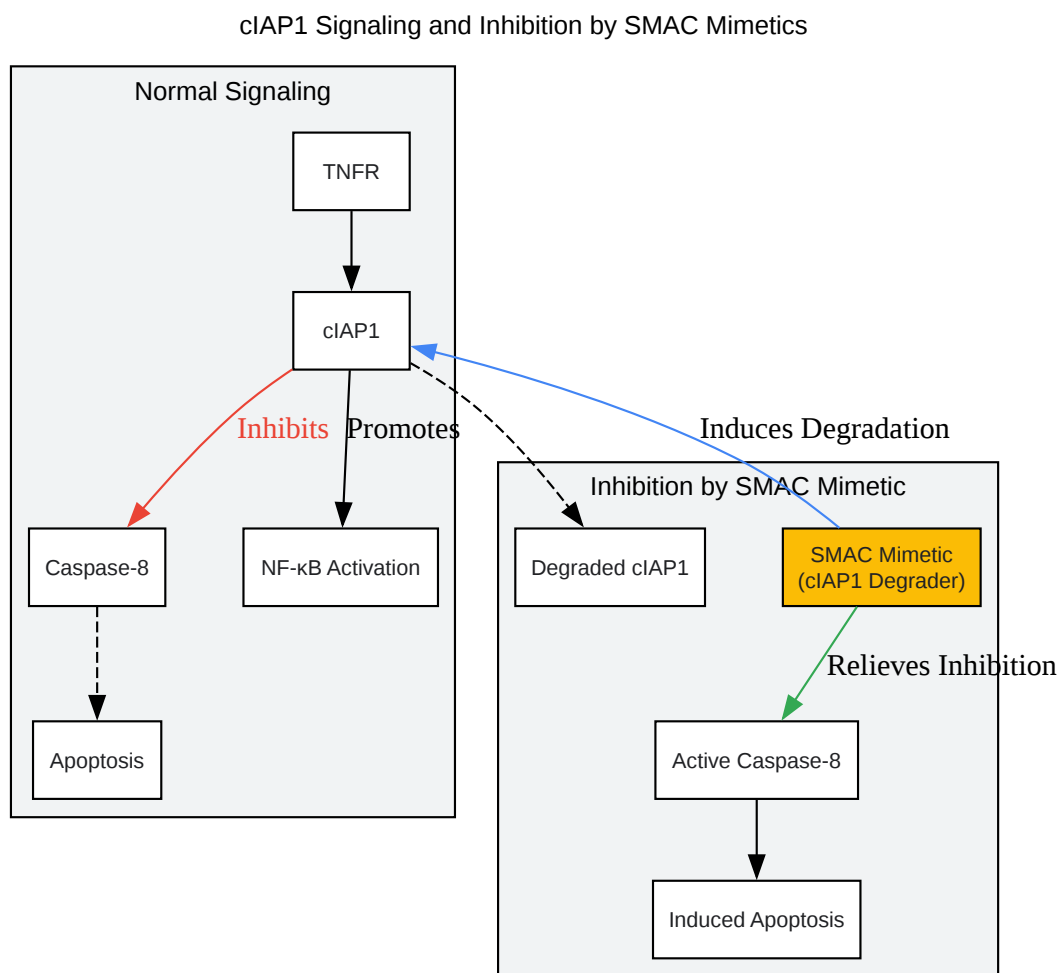 cIAP1 Signaling and Inhibition by SMAC Mimetics
Normal Signaling
TNFR
cIAP1
Inhibits
Promotes
Induces Degradation
Inhibition by SMAC Mimetic
Caspase-8
NF-κB Activation
Degraded cIAP1
SMAC Mimetic
(cIAP1 Degrader)
Relieves Inhibition
Apoptosis
Active Caspase-8
Induced Apoptosis